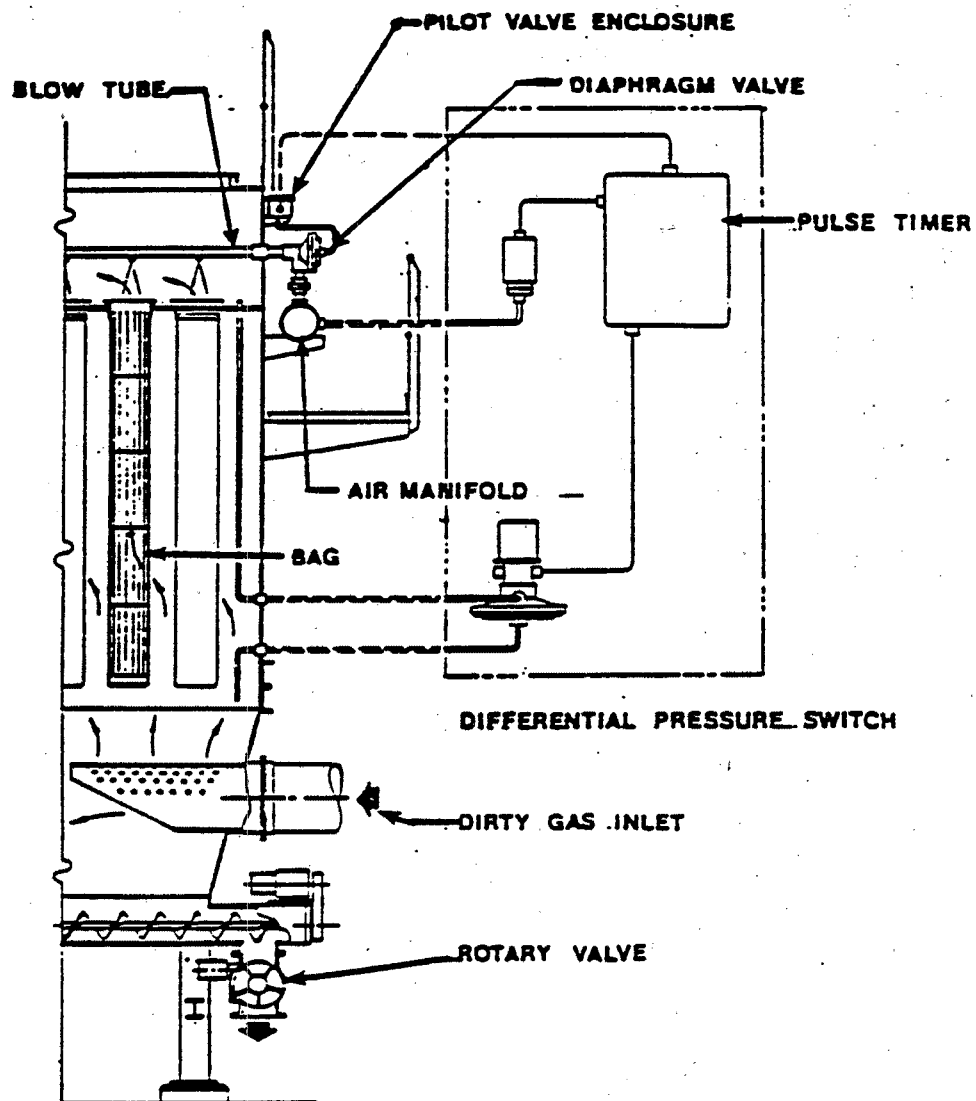 PILOT VALVE ENCLOSURE
BLOW TUBE
DIAPHRAGM VALVE
PULSE TIMER
AIR MANIFOLD
BAG
DIFFERENTIAL PRESSURE SWITCH
DIRTY GAS INLET
ROTARY VALVE